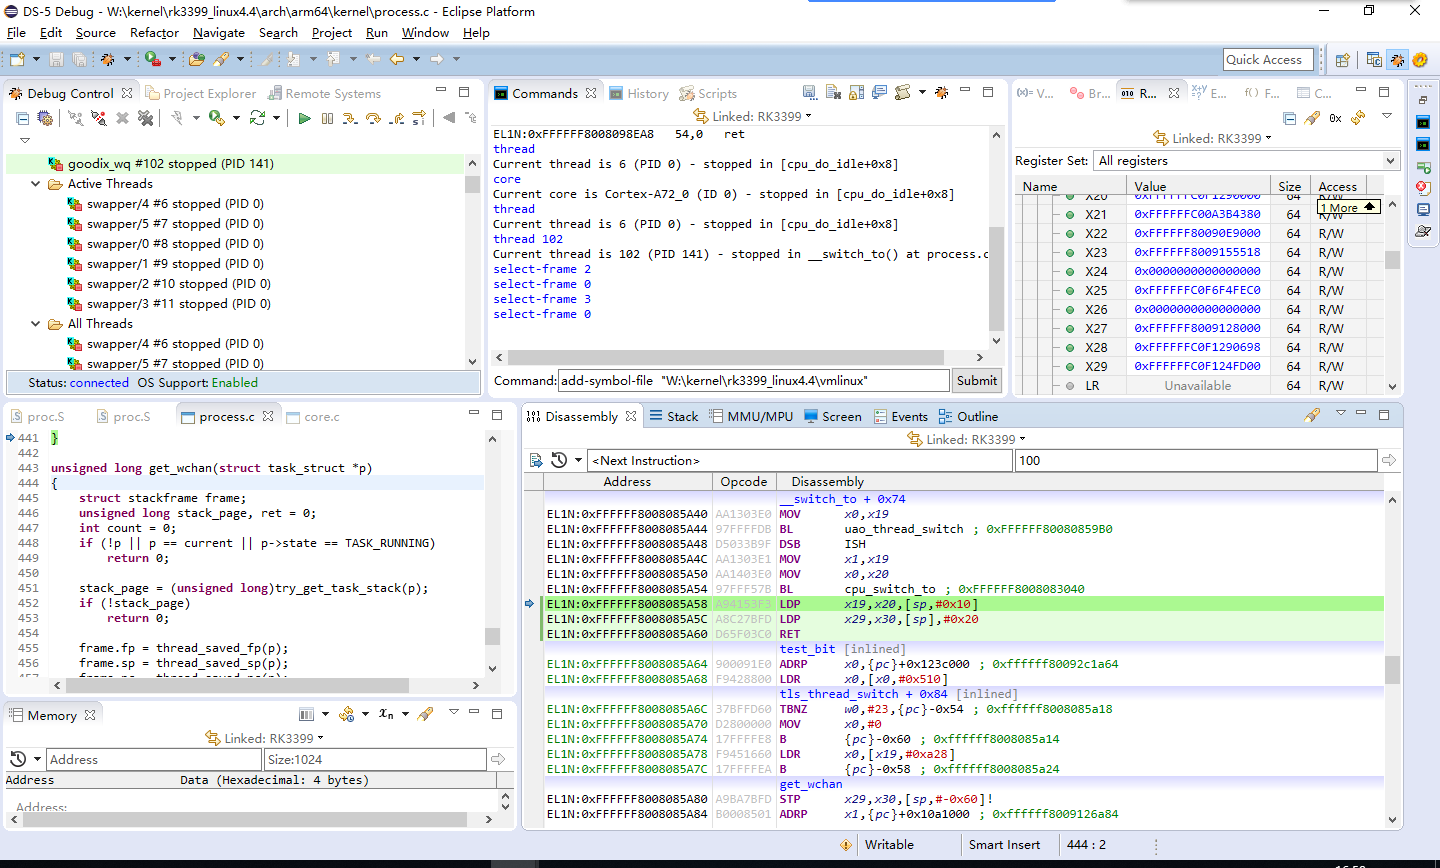 DS-5 Debug - W:\kernel\rk3399_linux4.4\arch\arm64\kernel\process.c - Eclipse Platform
File Edit Source Refactor Navigate Search Project Run Window Help
Quick Access
Debug Control Project Explorer Remote Systems
goodix_wq #102 stopped (PID 141)
Active Threads
swapper/4 #6 stopped (PID 0)
swapper/5 #7 stopped (PID 0)
swapper/0 #8 stopped (PID 0)
swapper/1 #9 stopped (PID 0)
swapper/2 #10 stopped (PID 0)
swapper/3 #11 stopped (PID 0)
All Threads
swapper/4 #6 stopped (PID 0)
swapper/5 #7 stopped (PID 0)
Status: connected OS Support: Enabled
Commands History Scripts
Linked: RK3399
EL1N:0xFFFFFF8008098EA8 54,0 ret
thread
Current thread is 6 (PID 0) - stopped in [cpu_do_idle+0x8]
core
Current core is Cortex-A72_0 (ID 0) - stopped in [cpu_do_idle+0x8]
thread
Current thread is 6 (PID 0) - stopped in [cpu_do_idle+0x8]
thread 102
Current thread is 102 (PID 141) - stopped in __switch_to() at process.c
select-frame 2
select-frame 0
select-frame 3
select-frame 0
Command: add-symbol-file "W:\kernel\rk3399_linux4.4\vmlinux" Submit
(x)= V... Br... R... E... f() F... C...
Linked: RK3399
Register Set: All registers
Name Value Size Access
X20 0xFFFFFFC0F1290000 64 R/W
1 More
X21 0xFFFFFFC00A3B4380 64 R/W
X22 0xFFFFFF80090E9000 64 R/W
X23 0xFFFFFF8009155518 64 R/W
X24 0x0000000000000000 64 R/W
X25 0xFFFFFFC0F6F4FEC0 64 R/W
X26 0x0000000000000000 64 R/W
X27 0xFFFFFF8009128000 64 R/W
X28 0xFFFFFFC0F1290698 64 R/W
X29 0xFFFFFFC0F124FD00 64 R/W
LR Unavailable 64 R/W
proc.S proc.S process.c core.c
441 }
442
443 unsigned long get_wchan(struct task_struct *p)
444 {
445 struct stackframe frame;
446 unsigned long stack_page, ret = 0;
447 int count = 0;
448 if (!p || p == current || p->state == TASK_RUNNING)
449 return 0;
450
451 stack_page = (unsigned long)try_get_task_stack(p);
452 if (!stack_page)
453 return 0;
454
455 frame.fp = thread_saved_fp(p);
456 frame.sp = thread_saved_sp(p);
457 frame.pc = thread_saved_pc(p);
Memory
Linked: RK3399
Address Size:1024
Address Data (Hexadecimal: 4 bytes)
Address:
Disassembly Stack MMU/MPU Screen Events Outline
Linked: RK3399
<Next Instruction> 100
Address Opcode Disassembly
__switch_to + 0x74
EL1N:0xFFFFFF8008085A40 AA1303E0 MOV x0,x19
EL1N:0xFFFFFF8008085A44 97FFFFDB BL uao_thread_switch ; 0xFFFFFF80080859B0
EL1N:0xFFFFFF8008085A48 D5033B9F DSB ISH
EL1N:0xFFFFFF8008085A4C AA1303E1 MOV x1,x19
EL1N:0xFFFFFF8008085A50 AA1403E0 MOV x0,x20
EL1N:0xFFFFFF8008085A54 97FFF57B BL cpu_switch_to ; 0xFFFFFF8008083040
EL1N:0xFFFFFF8008085A58 A94153F3 LDP x19,x20,[sp,#0x10]
EL1N:0xFFFFFF8008085A5C A8C27BFD LDP x29,x30,[sp],#0x20
EL1N:0xFFFFFF8008085A60 D65F03C0 RET
test_bit [inlined]
EL1N:0xFFFFFF8008085A64 900091E0 ADRP x0,{pc}+0x123c000 ; 0xffffff80092c1a64
EL1N:0xFFFFFF8008085A68 F9428800 LDR x0,[x0,#0x510]
tls_thread_switch + 0x84 [inlined]
EL1N:0xFFFFFF8008085A6C 37BFFD60 TBNZ w0,#23,{pc}-0x54 ; 0xffffff8008085a18
EL1N:0xFFFFFF8008085A70 D2800000 MOV x0,#0
EL1N:0xFFFFFF8008085A74 17FFFFE8 B {pc}-0x60 ; 0xffffff8008085a14
EL1N:0xFFFFFF8008085A78 F9451660 LDR x0,[x19,#0xa28]
EL1N:0xFFFFFF8008085A7C 17FFFFEA B {pc}-0x58 ; 0xffffff8008085a24
get_wchan
EL1N:0xFFFFFF8008085A80 A9BA7BFD STP x29,x30,[sp,#-0x60]!
EL1N:0xFFFFFF8008085A84 B0008501 ADRP x1,{pc}+0x10a1000 ; 0xffffff8009126a84
Writable Smart Insert 444 : 2